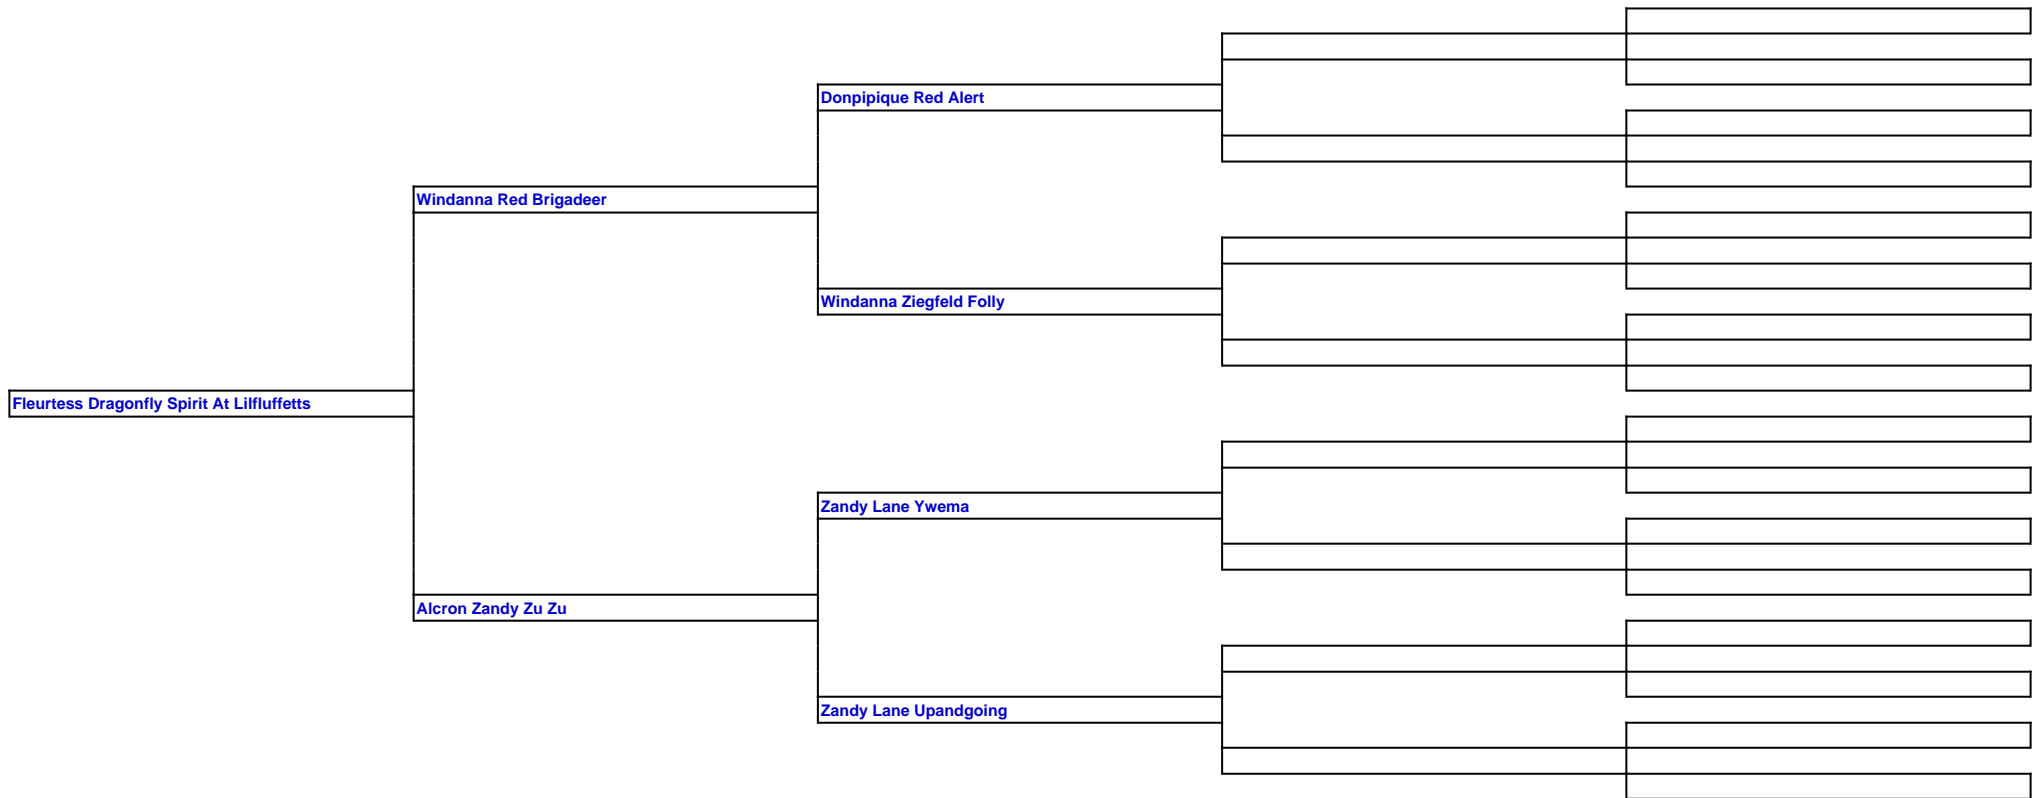 Donpipique Red Alert
Windanna Red Brigadeer
Windanna Ziegfeld Folly
Fleurtess Dragonfly Spirit At Lilfluffetts
Zandy Lane Ywema
Alcron Zandy Zu Zu
Zandy Lane Upandgoing